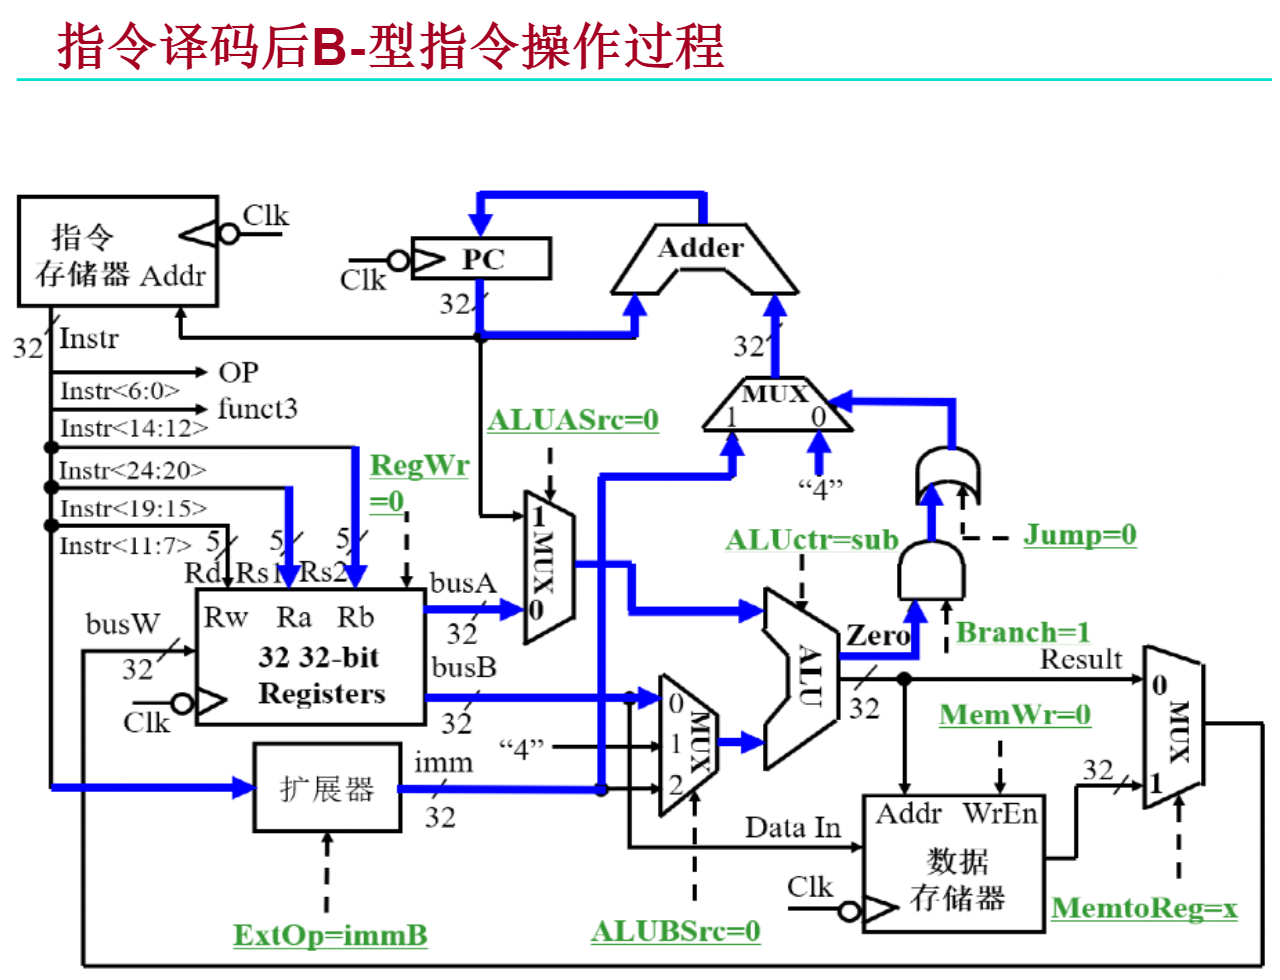 指令译码后B-型指令操作过程
Clk
指令
存储器 Addr
Clk
PC
Adder
32
32
Instr
32
OP
Instr<6:0>
funct3
Instr<14:12>
Instr<24:20>
Instr<19:15>
Instr<11:7>
MUX
1
0
"4"
ALUASrc=0
RegWr
=0
1
MUX
0
ALUctr=sub
Jump=0
5
5
5
Rd
Rs1
Rs2
busA
32
busW
32
Rw
Ra
Rb
32 32-bit
Registers
Clk
busB
32
Zero
Branch=1
ALU
32
Result
0
MUX
1
MemWr=0
0
1
2
MUX
"4"
imm
32
扩展器
32
Addr
WrEn
Data In
数据
存储器
Clk
MemtoReg=x
ExtOp=immB
ALUBSrc=0